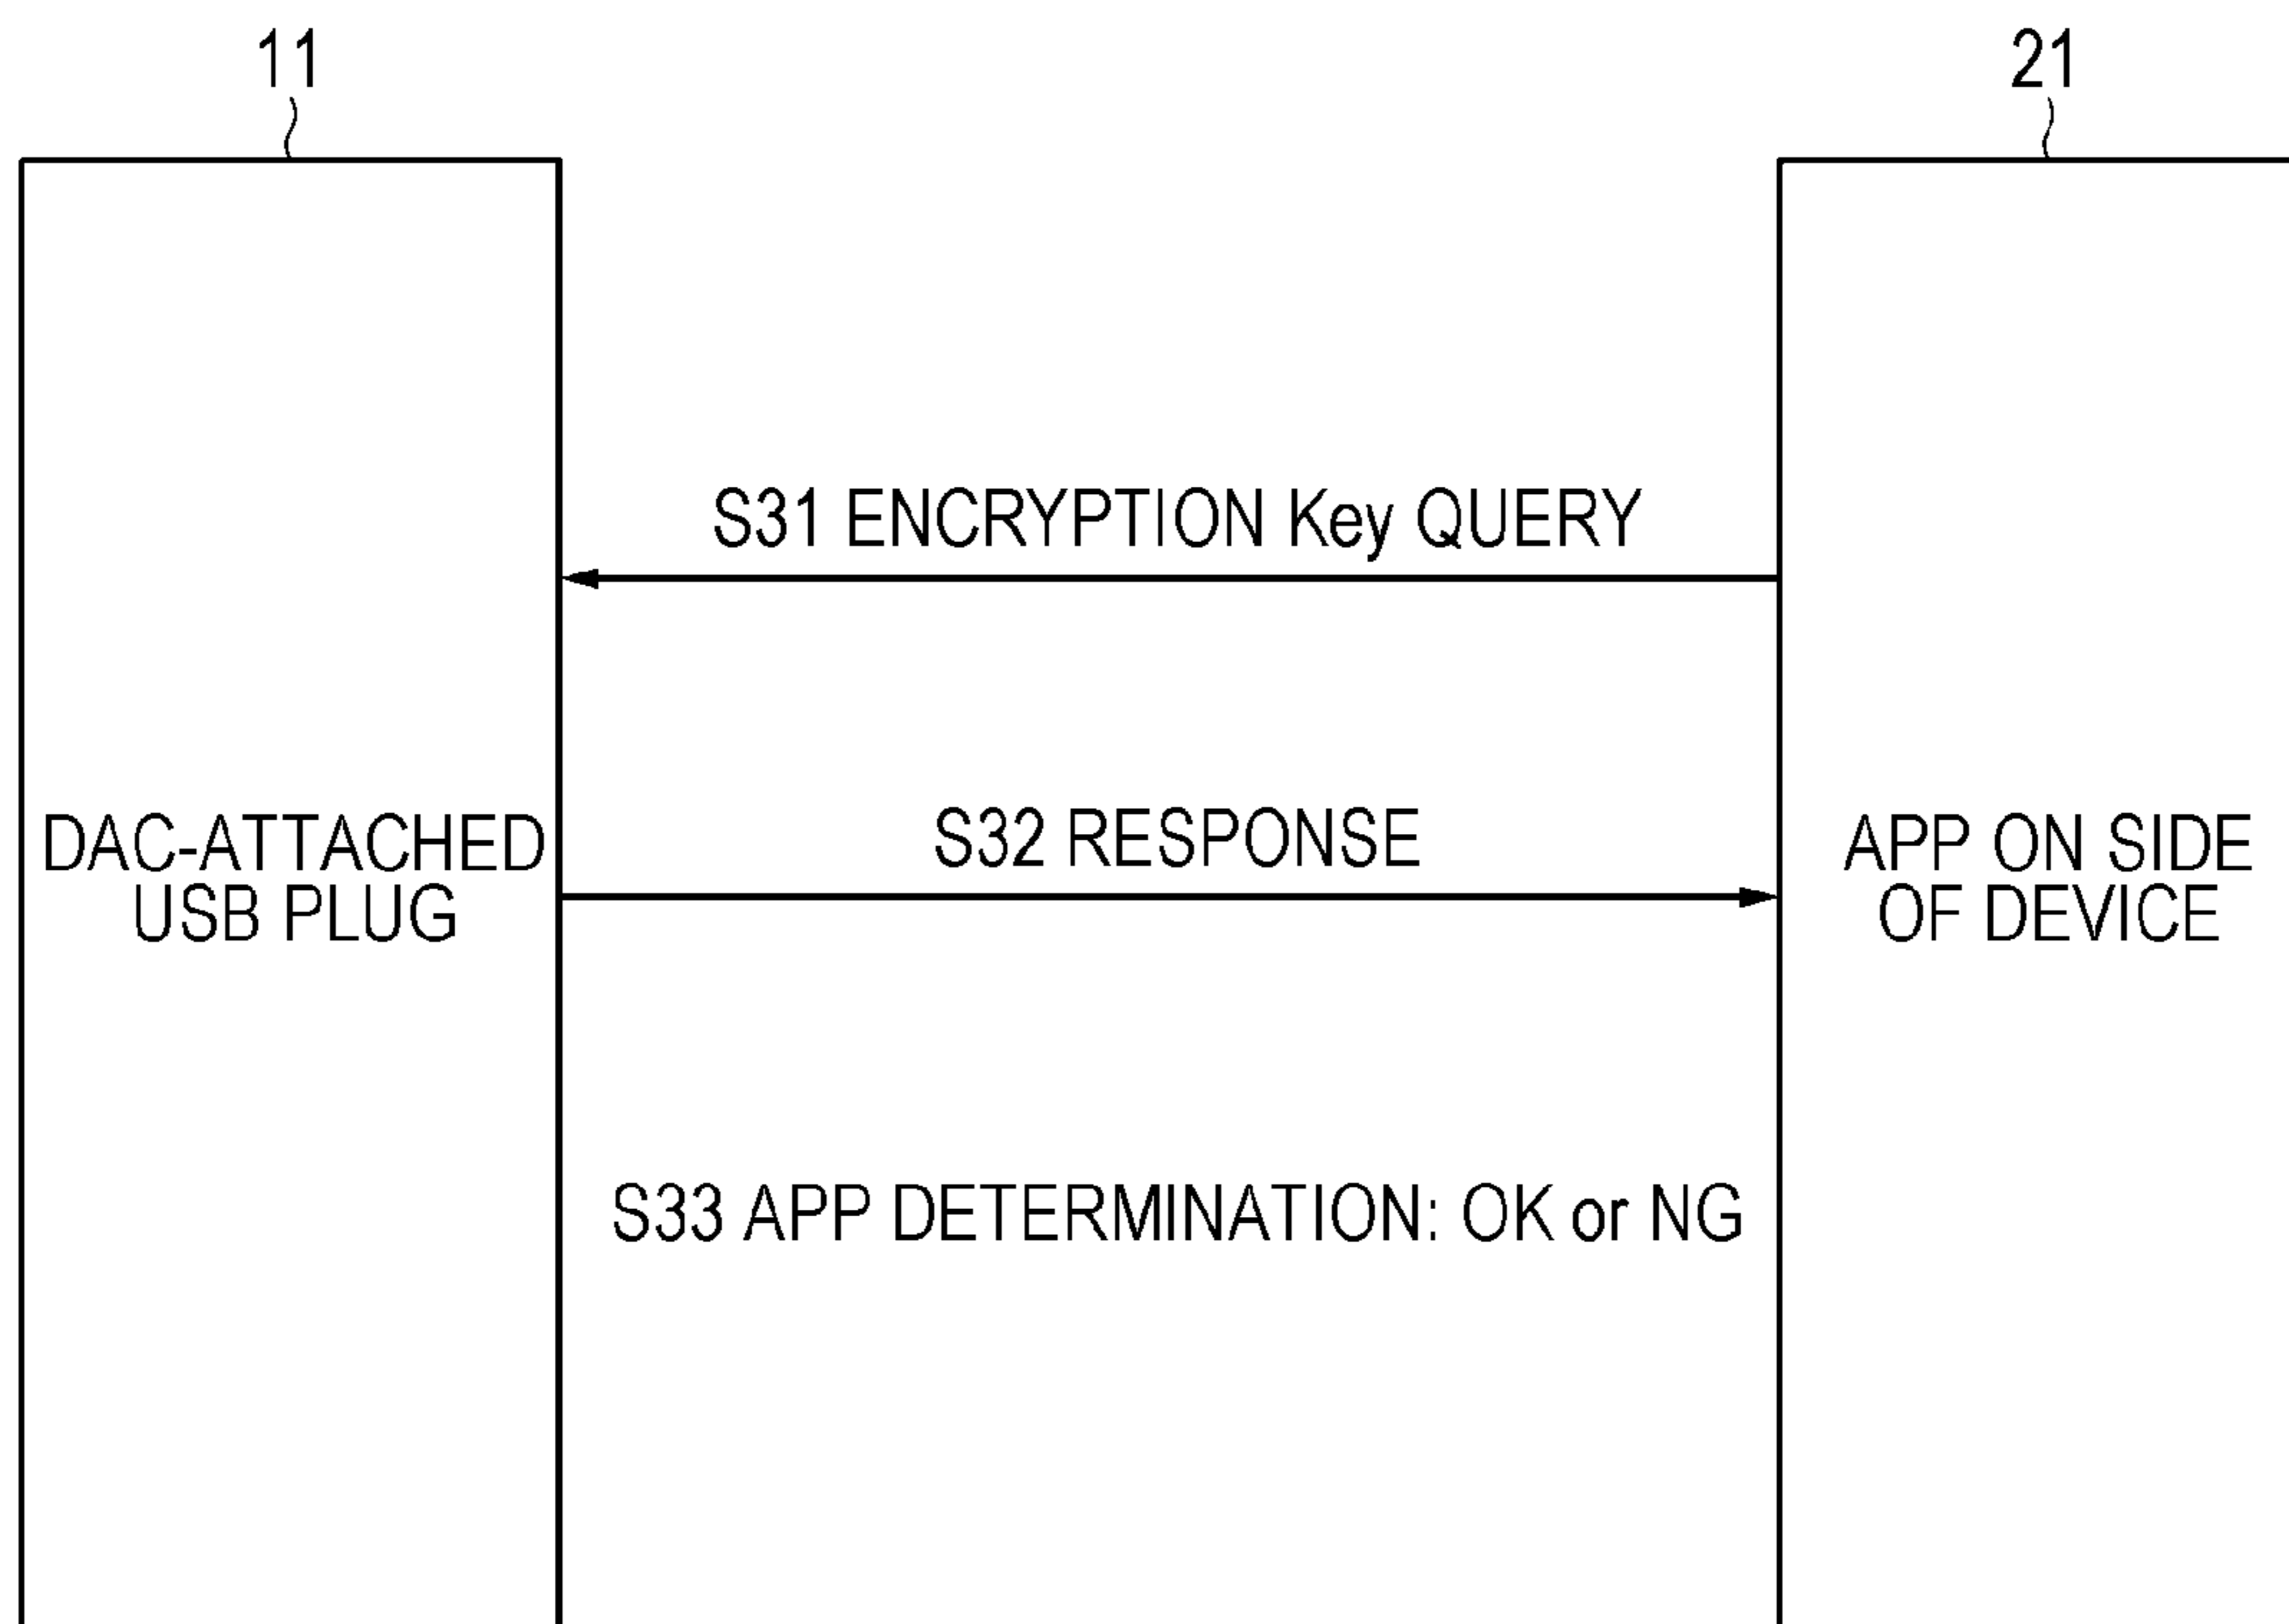 11
21
S31 ENCRYPTION Key QUERY
S32 RESPONSE
DAC-ATTACHED
USB PLUG
APP ON SIDE
OF DEVICE
S33 APP DETERMINATION: OK or NG